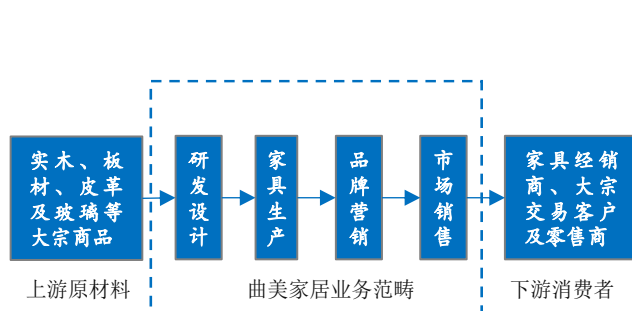 实木、板
材、皮革
及玻璃等
大宗商品
研
发
设
计
家
具
生
产
品
牌
营
销
市
场
销
售
家具经销
商、大宗
交易客户
及零售商
上游原材料
曲美家居业务范畴
下游消费者